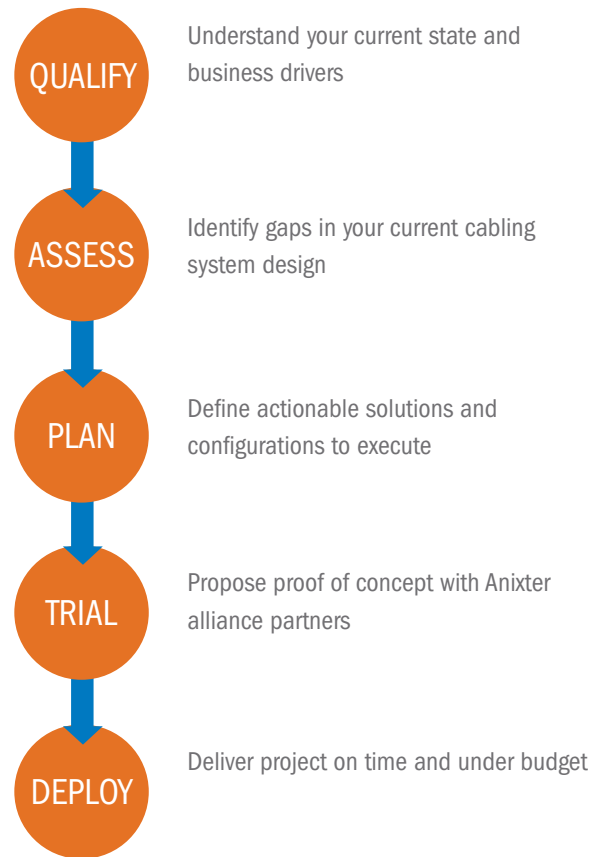 QUALIFY
Understand your current state and
business drivers
ASSESS
Identify gaps in your current cabling
system design
PLAN
Define actionable solutions and
configurations to execute
TRIAL
Propose proof of concept with Anixter
alliance partners
DEPLOY
Deliver project on time and under budget